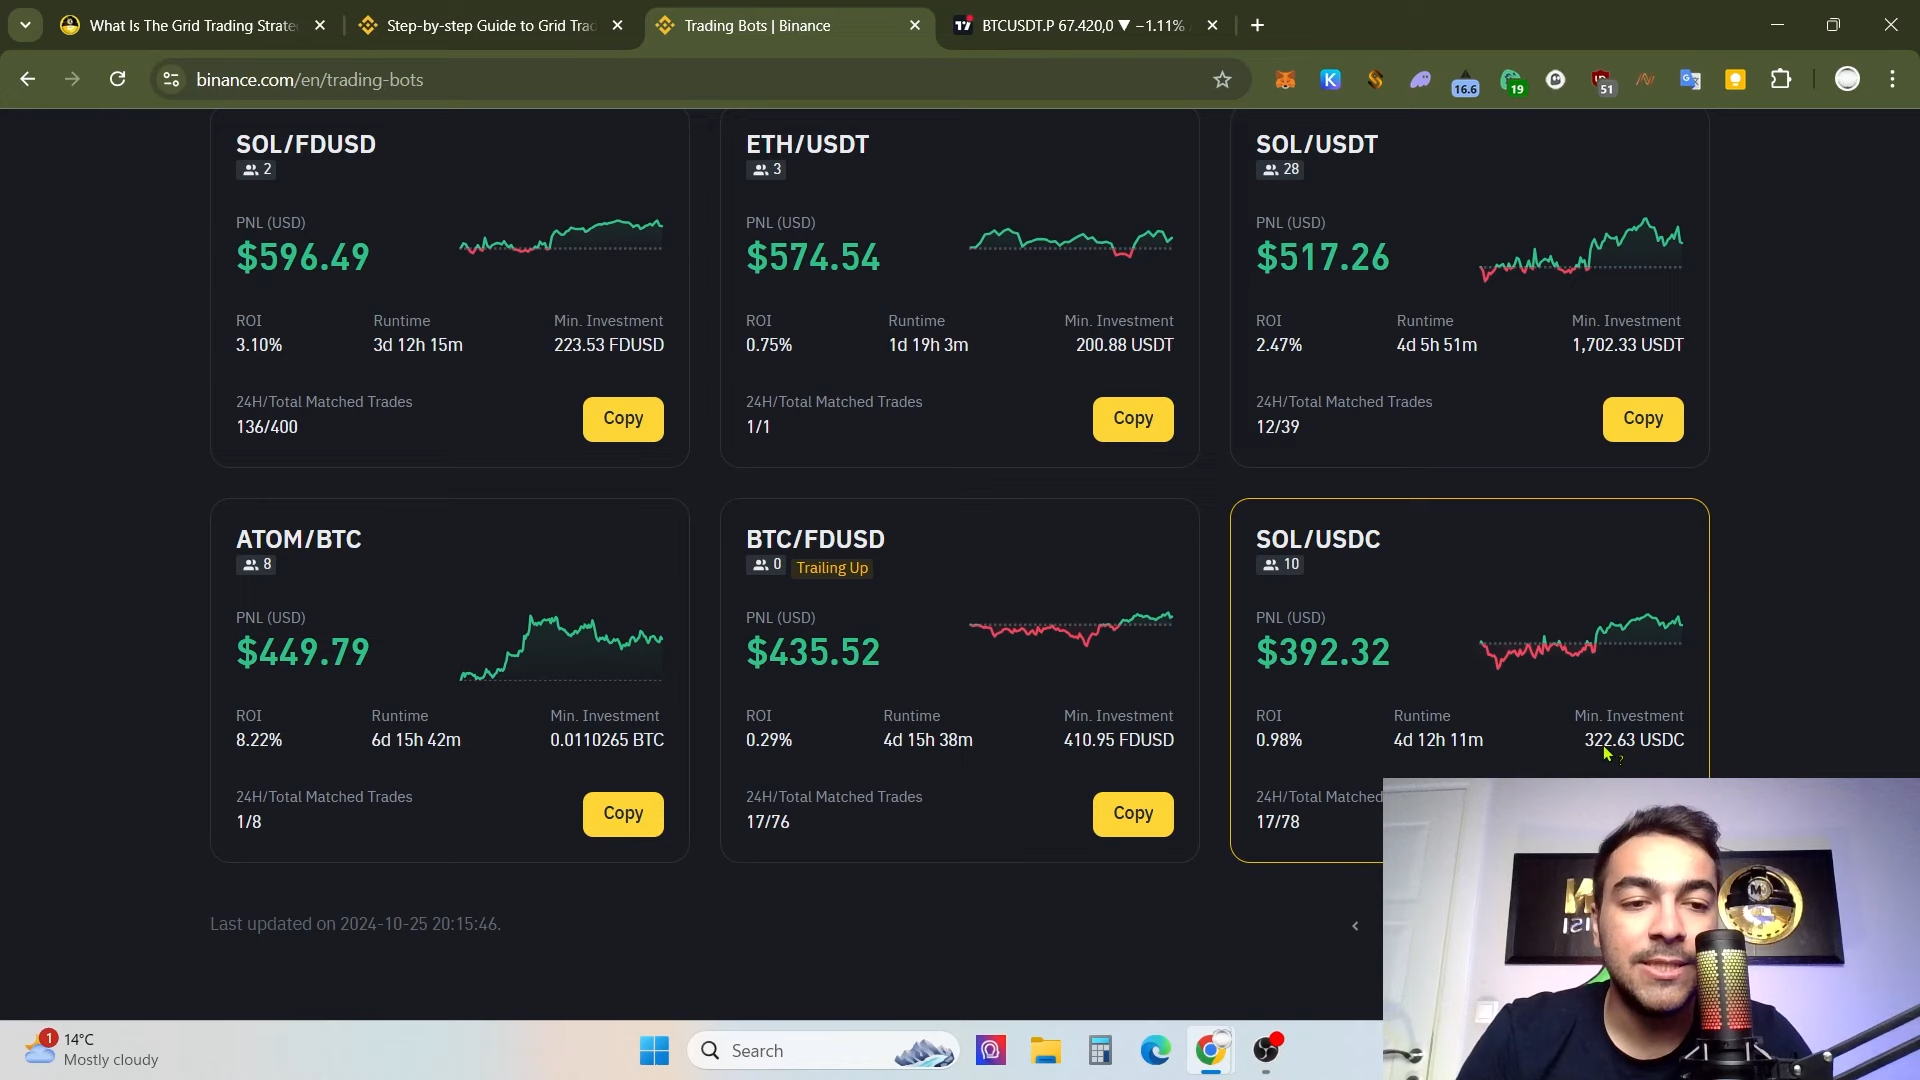 What Is The Grid Trading Strate
Step-by-step Guide to Grid Trad
Trading Bots | Binance
BTCUSDT.P 67.420,0 ▼ −1.11%
binance.com/en/trading-bots
16.6
19
51
SOL/FDUSD
2
PNL (USD)
$596.49
ROI
Runtime
Min. Investment
3.10%
3d 12h 15m
223.53 FDUSD
24H/Total Matched Trades
136/400
Copy
ETH/USDT
3
PNL (USD)
$574.54
ROI
Runtime
Min. Investment
0.75%
1d 19h 3m
200.88 USDT
24H/Total Matched Trades
1/1
Copy
SOL/USDT
28
PNL (USD)
$517.26
ROI
Runtime
Min. Investment
2.47%
4d 5h 51m
1,702.33 USDT
24H/Total Matched Trades
12/39
Copy
ATOM/BTC
8
PNL (USD)
$449.79
ROI
Runtime
Min. Investment
8.22%
6d 15h 42m
0.0110265 BTC
24H/Total Matched Trades
1/8
Copy
BTC/FDUSD
0 Trailing Up
PNL (USD)
$435.52
ROI
Runtime
Min. Investment
0.29%
4d 15h 38m
410.95 FDUSD
24H/Total Matched Trades
17/76
Copy
SOL/USDC
10
PNL (USD)
$392.32
ROI
Runtime
Min. Investment
0.98%
4d 12h 11m
322.63 USDC
24H/Total Matched
17/78
Last updated on 2024-10-25 20:15:46.
1
14°C
Mostly cloudy
Search